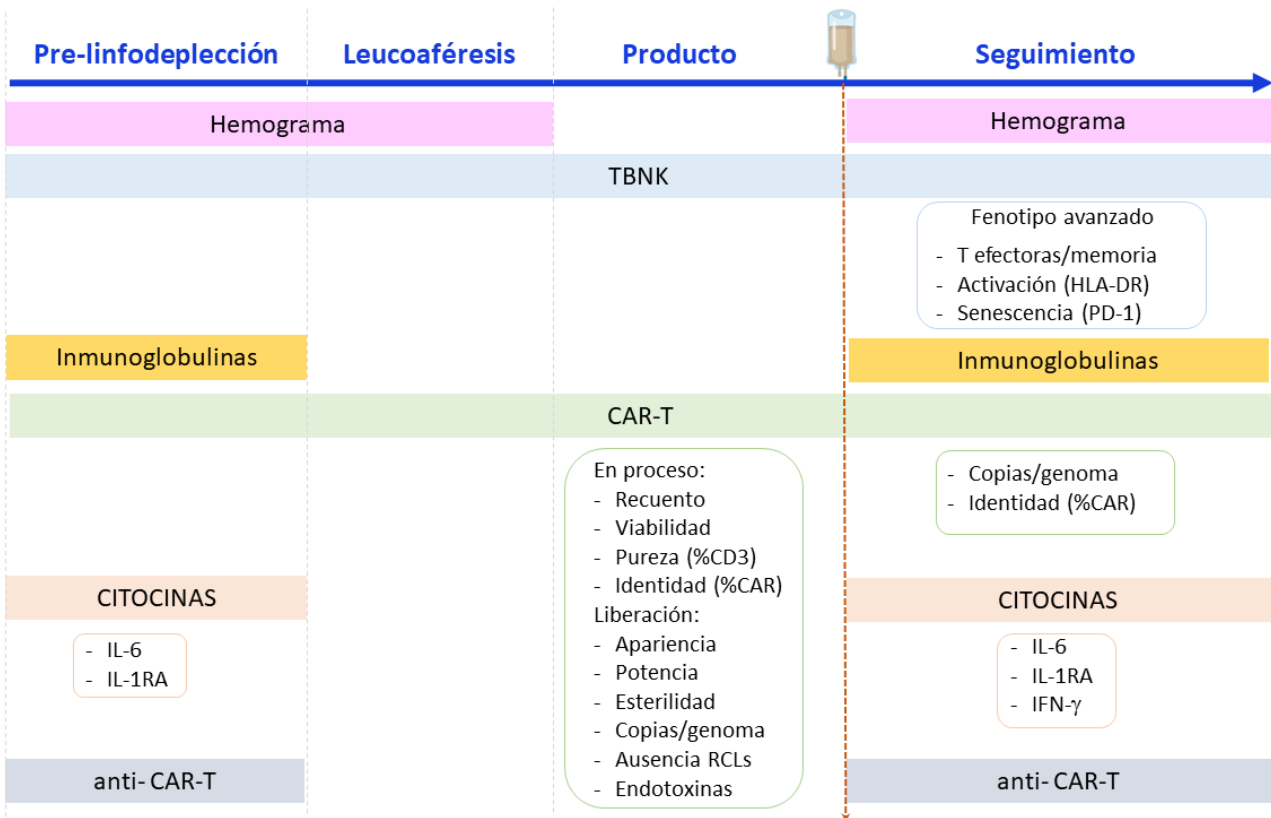 Pre-linfodeplección
Leucoaféresis
Producto
Seguimiento
Hemograma
Hemograma
TBNK
Fenotipo avanzado
- T efectoras/memoria
- Activación (HLA-DR)
- Senescencia (PD-1)
Inmunoglobulinas
Inmunoglobulinas
CAR-T
En proceso:
- Recuento
- Viabilidad
- Pureza (%CD3)
- Identidad (%CAR)
Liberación:
- Apariencia
- Potencia
- Esterilidad
- Copias/genoma
- Ausencia RCLs
- Endotoxinas
- Copias/genoma
- Identidad (%CAR)
CITOCINAS
- IL-6
- IL-1RA
CITOCINAS
- IL-6
- IL-1RA
- IFN-γ
anti- CAR-T
anti- CAR-T